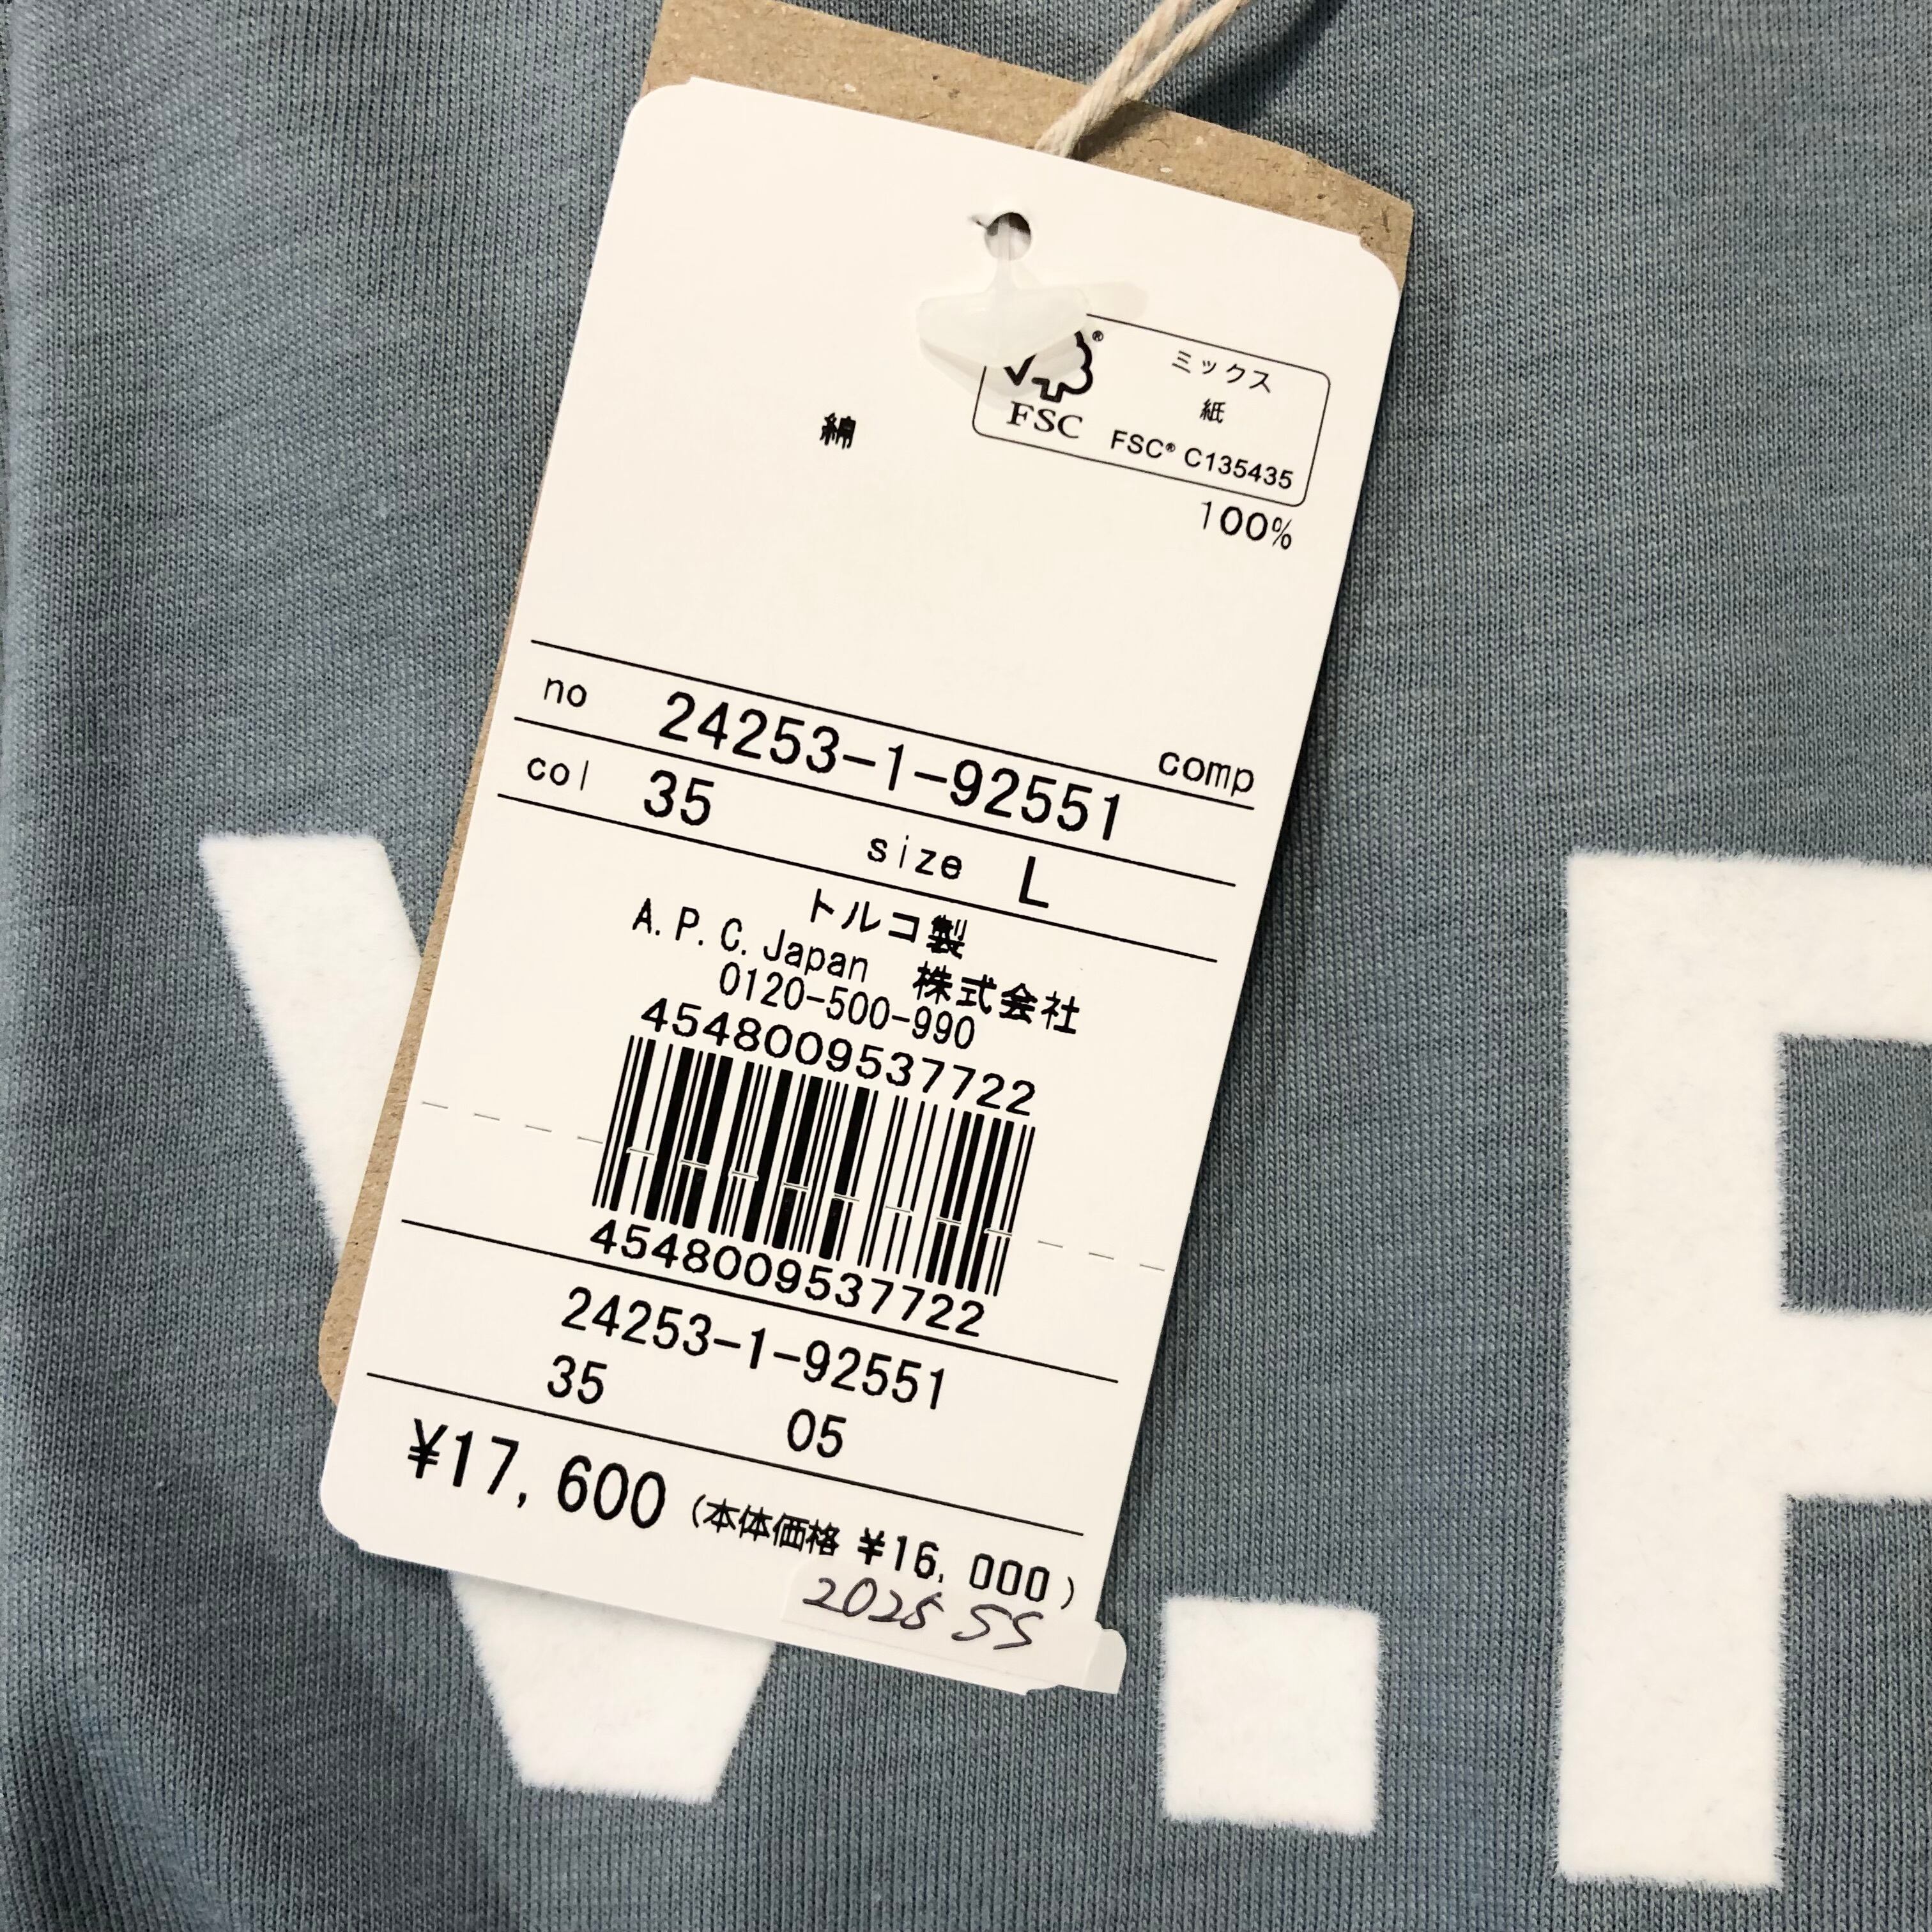 ミックス
紙
FSC
FSC® C135435
綿 100%
comp
no 24253-1-92551
col 35 size L
トルコ製
A.P.C.Japan 株式会社
0120-500-990
4548009537722
4548009537722
24253-1-92551
35 05
¥17,600 (本体価格 ¥16,000)
2025 SS